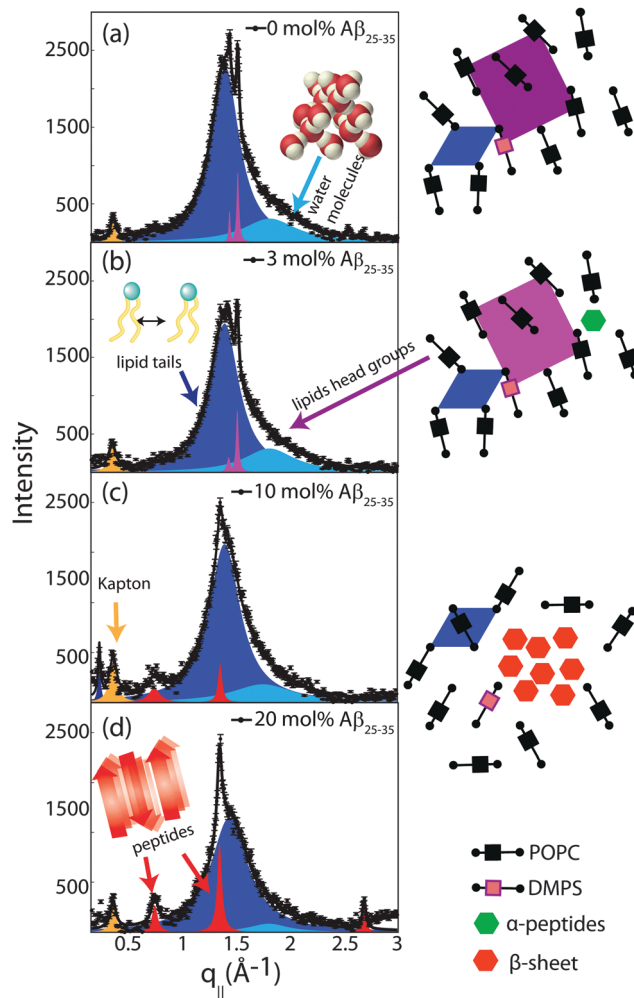 (a)
0 mol% Aβ25-35
2500
1500
500
water
molecules
(b)
3 mol% Aβ25-35
2500
1500
500
lipid tails
lipids head groups
Intensity
(c)
10 mol% Aβ25-35
2500
1500
500
Kapton
(d)
20 mol% Aβ25-35
2500
1500
500
peptides
0.5 1 1.5 2 2.5 3
q||(Å-1)
POPC
DMPS
α-peptides
β-sheet